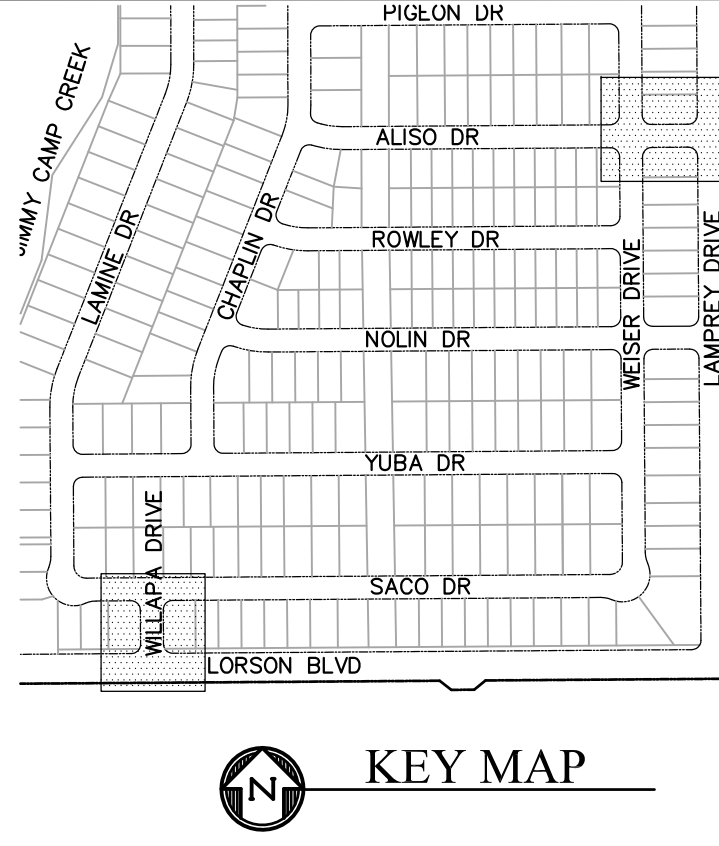 PIGEON DR
JIMMY CAMP CREEK
ALISO DR
LAMINE DR
CHAPLIN DR
ROWLEY DR
WEISER DRIVE
LAMPREY DRIVE
NOLIN DR
YUBA DR
WILLAPA DRIVE
SACO DR
LORSON BLVD
N
KEY MAP